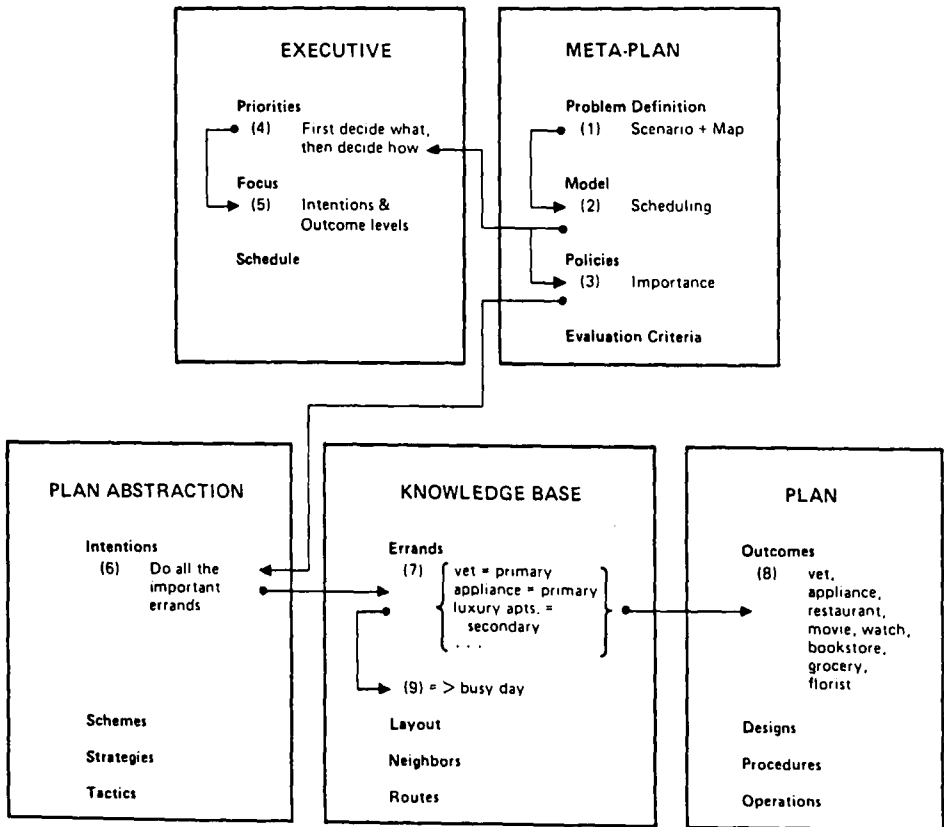 EXECUTIVE
Priorities
(4) First decide what,
then decide how
Focus
(5) Intentions &
Outcome levels
Schedule
META-PLAN
Problem Definition
(1) Scenario + Map
Model
(2) Scheduling
Policies
(3) Importance
Evaluation Criteria
PLAN ABSTRACTION
Intentions
(6) Do all the
important
errands
Schemes
Strategies
Tactics
KNOWLEDGE BASE
Errands
(7) vet = primary
appliance = primary
luxury apts. =
secondary
. . .
(9) = > busy day
Layout
Neighbors
Routes
PLAN
Outcomes
(8) vet,
appliance,
restaurant,
movie, watch,
bookstore,
grocery,
florist
Designs
Procedures
Operations